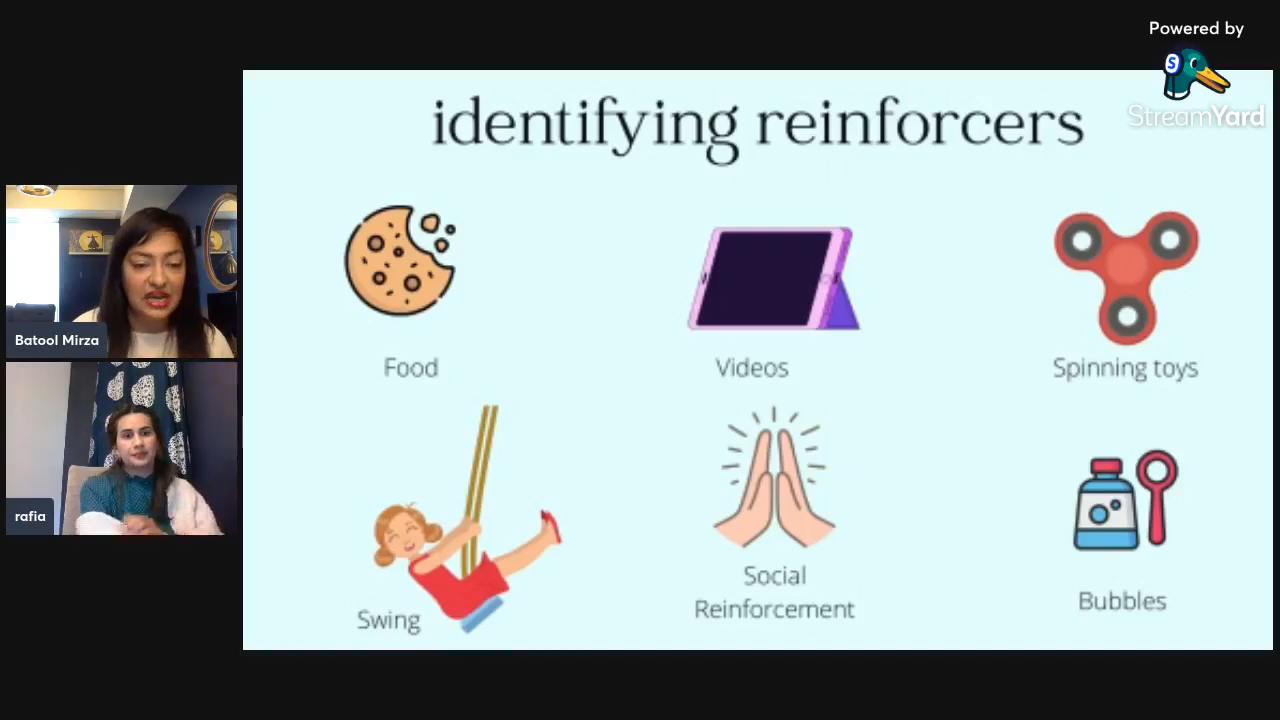 Powered by
StreamYard
identifying reinforcers
Food
Videos
Spinning toys
Swing
Social
Reinforcement
Bubbles
Batool Mirza
rafia
S